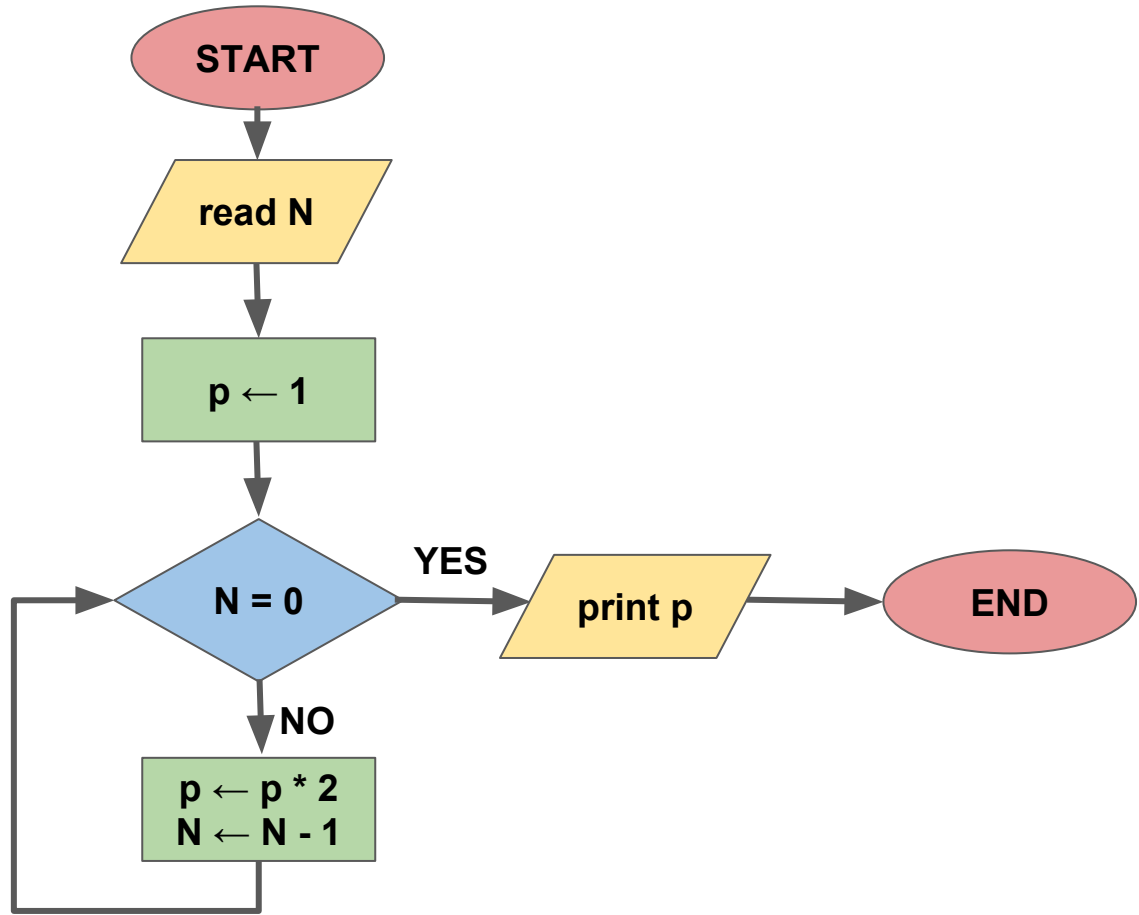 START
read N
p ← 1
N = 0
YES
print p
END
NO
p ← p * 2
N ← N - 1